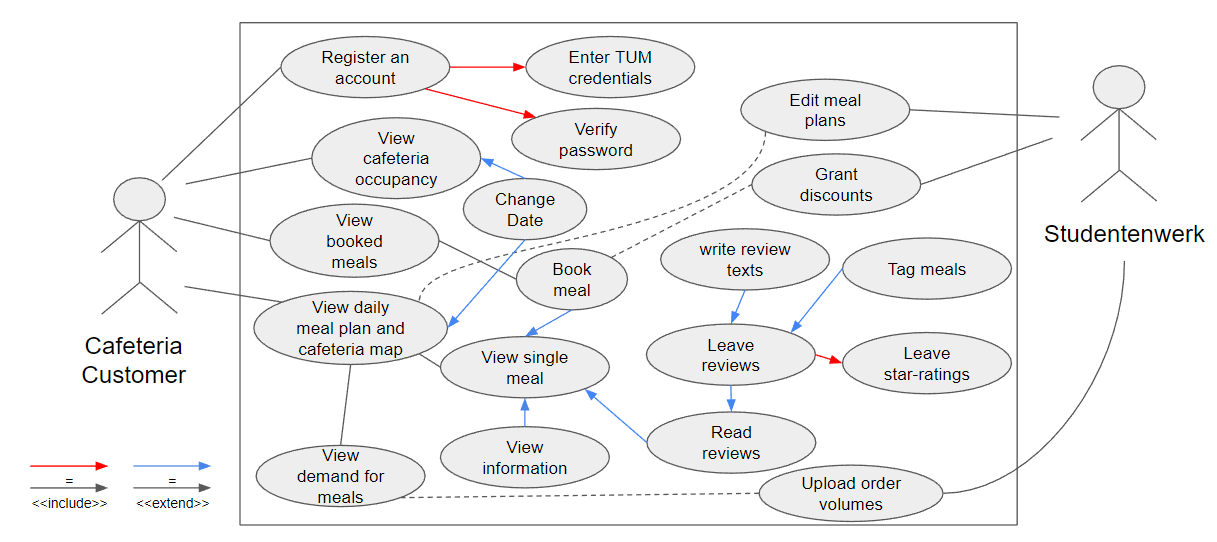 Register an
account
Enter TUM
credentials
Verify
password
Edit meal
plans
View
cafeteria
occupancy
Grant
discounts
Change
Date
View
booked
meals
Studentenwerk
write review
texts
Tag meals
Book
meal
View daily
meal plan and
cafeteria map
Cafeteria
Customer
View single
meal
Leave
reviews
Leave
star-ratings
Read
reviews
View
information
View
demand for
meals
Upload order
volumes
=
<<include>>
=
<<extend>>